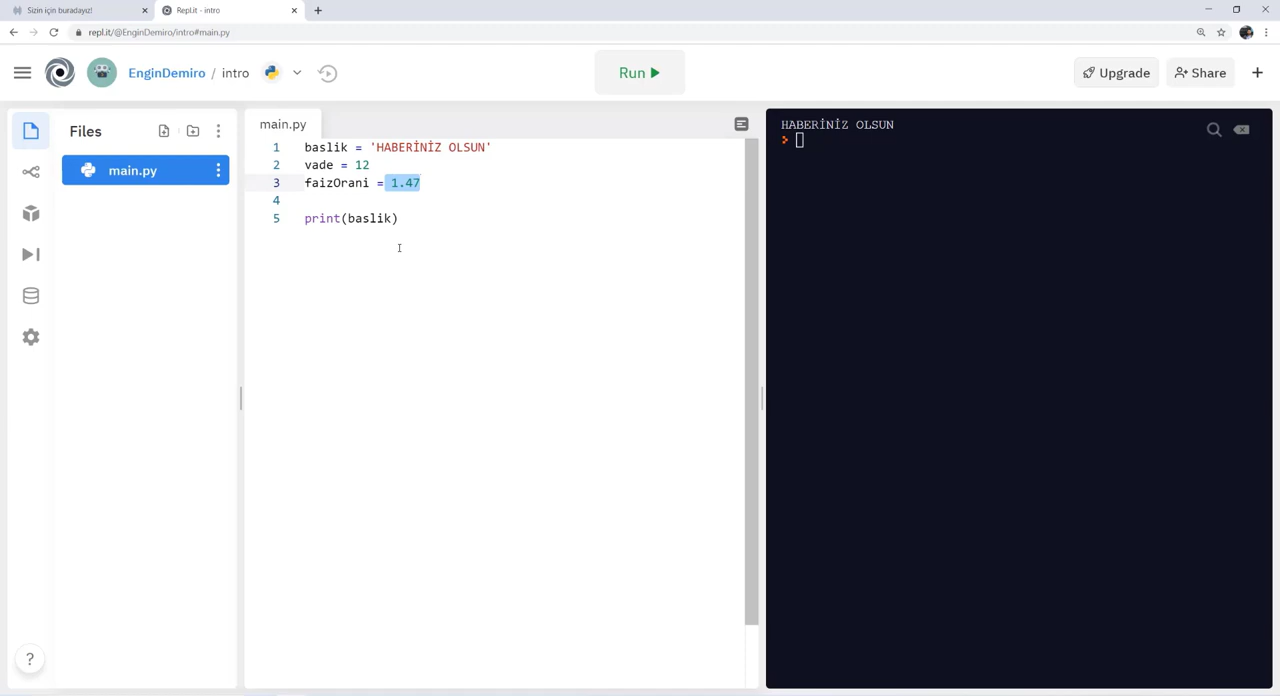 Sizin için buradayız!
Repl.it - intro
repl.it/@EnginDemiro/intro#main.py
EnginDemiro / intro
Run
Upgrade
Share
Files
main.py
main.py
1 baslik = 'HABERİNİZ OLSUN'
2 vade = 12
3 faizOrani = 1.47
4
5 print(baslik)
HABERİNİZ OLSUN
?